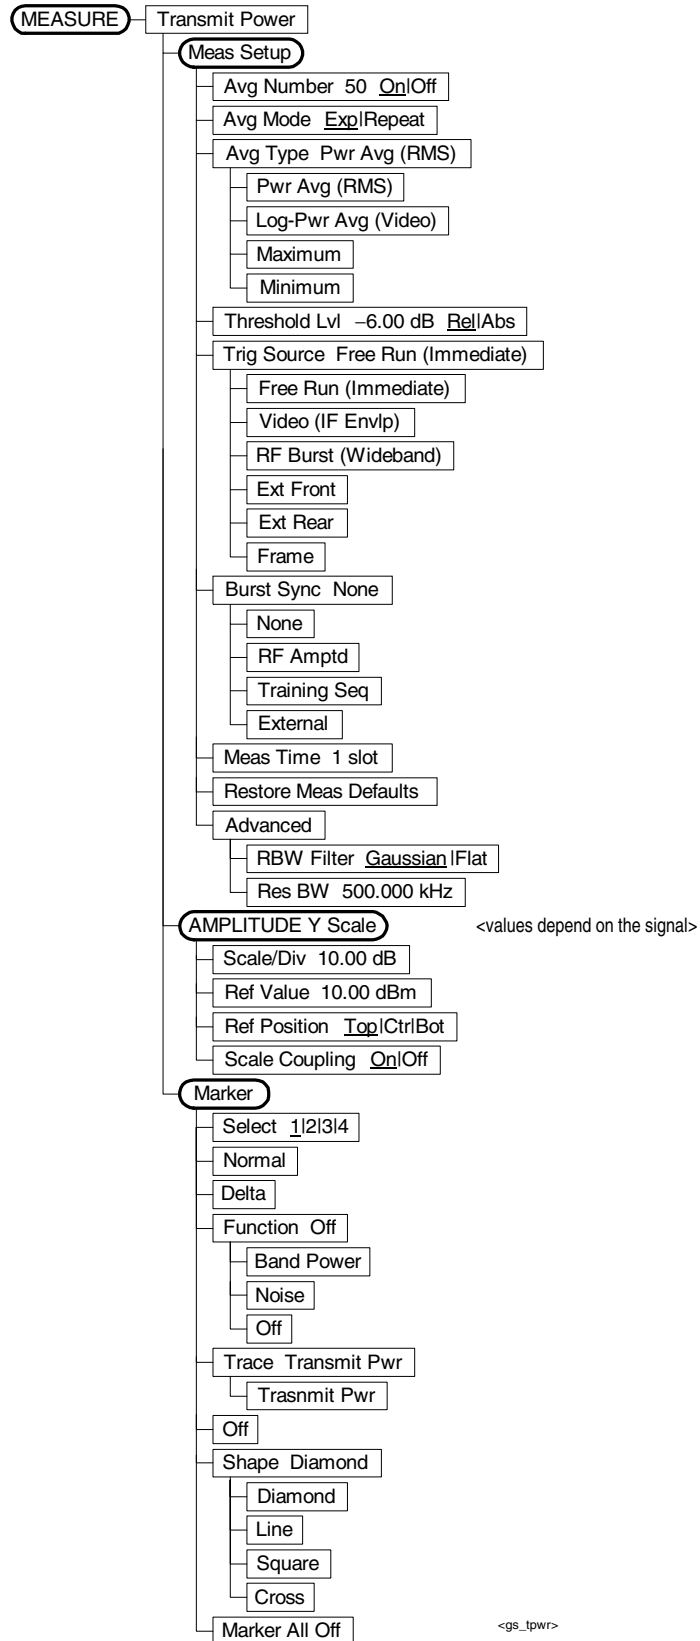 MEASURE Transmit Power
Meas Setup
Avg Number 50 On|Off
Avg Mode Exp|Repeat
Avg Type Pwr Avg (RMS)
Pwr Avg (RMS)
Log-Pwr Avg (Video)
Maximum
Minimum
Threshold Lvl –6.00 dB Rel|Abs
Trig Source Free Run (Immediate)
Free Run (Immediate)
Video (IF Envlp)
RF Burst (Wideband)
Ext Front
Ext Rear
Frame
Burst Sync None
None
RF Amptd
Training Seq
External
Meas Time 1 slot
Restore Meas Defaults
Advanced
RBW Filter Gaussian|Flat
Res BW 500.000 kHz
AMPLITUDE Y Scale <values depend on the signal>
Scale/Div 10.00 dB
Ref Value 10.00 dBm
Ref Position Top|Ctr|Bot
Scale Coupling On|Off
Marker
Select 1|2|3|4
Normal
Delta
Function Off
Band Power
Noise
Off
Trace Transmit Pwr
Trasnmit Pwr
Off
Shape Diamond
Diamond
Line
Square
Cross
Marker All Off <gs_tpwr>